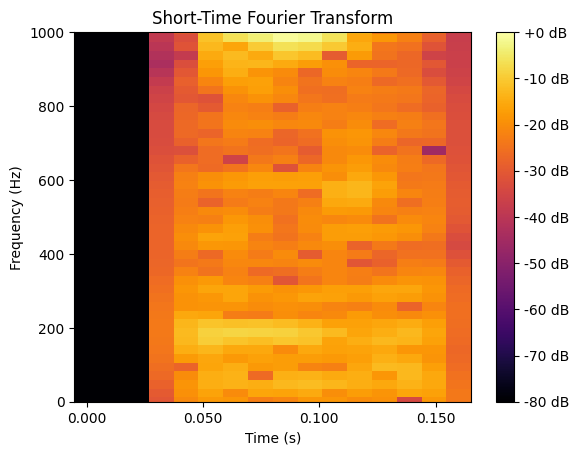 Short-Time Fourier Transform
1000
800
600
400
200
0
Frequency (Hz)
0.000
0.050
0.100
0.150
Time (s)
+0 dB
-10 dB
-20 dB
-30 dB
-40 dB
-50 dB
-60 dB
-70 dB
-80 dB